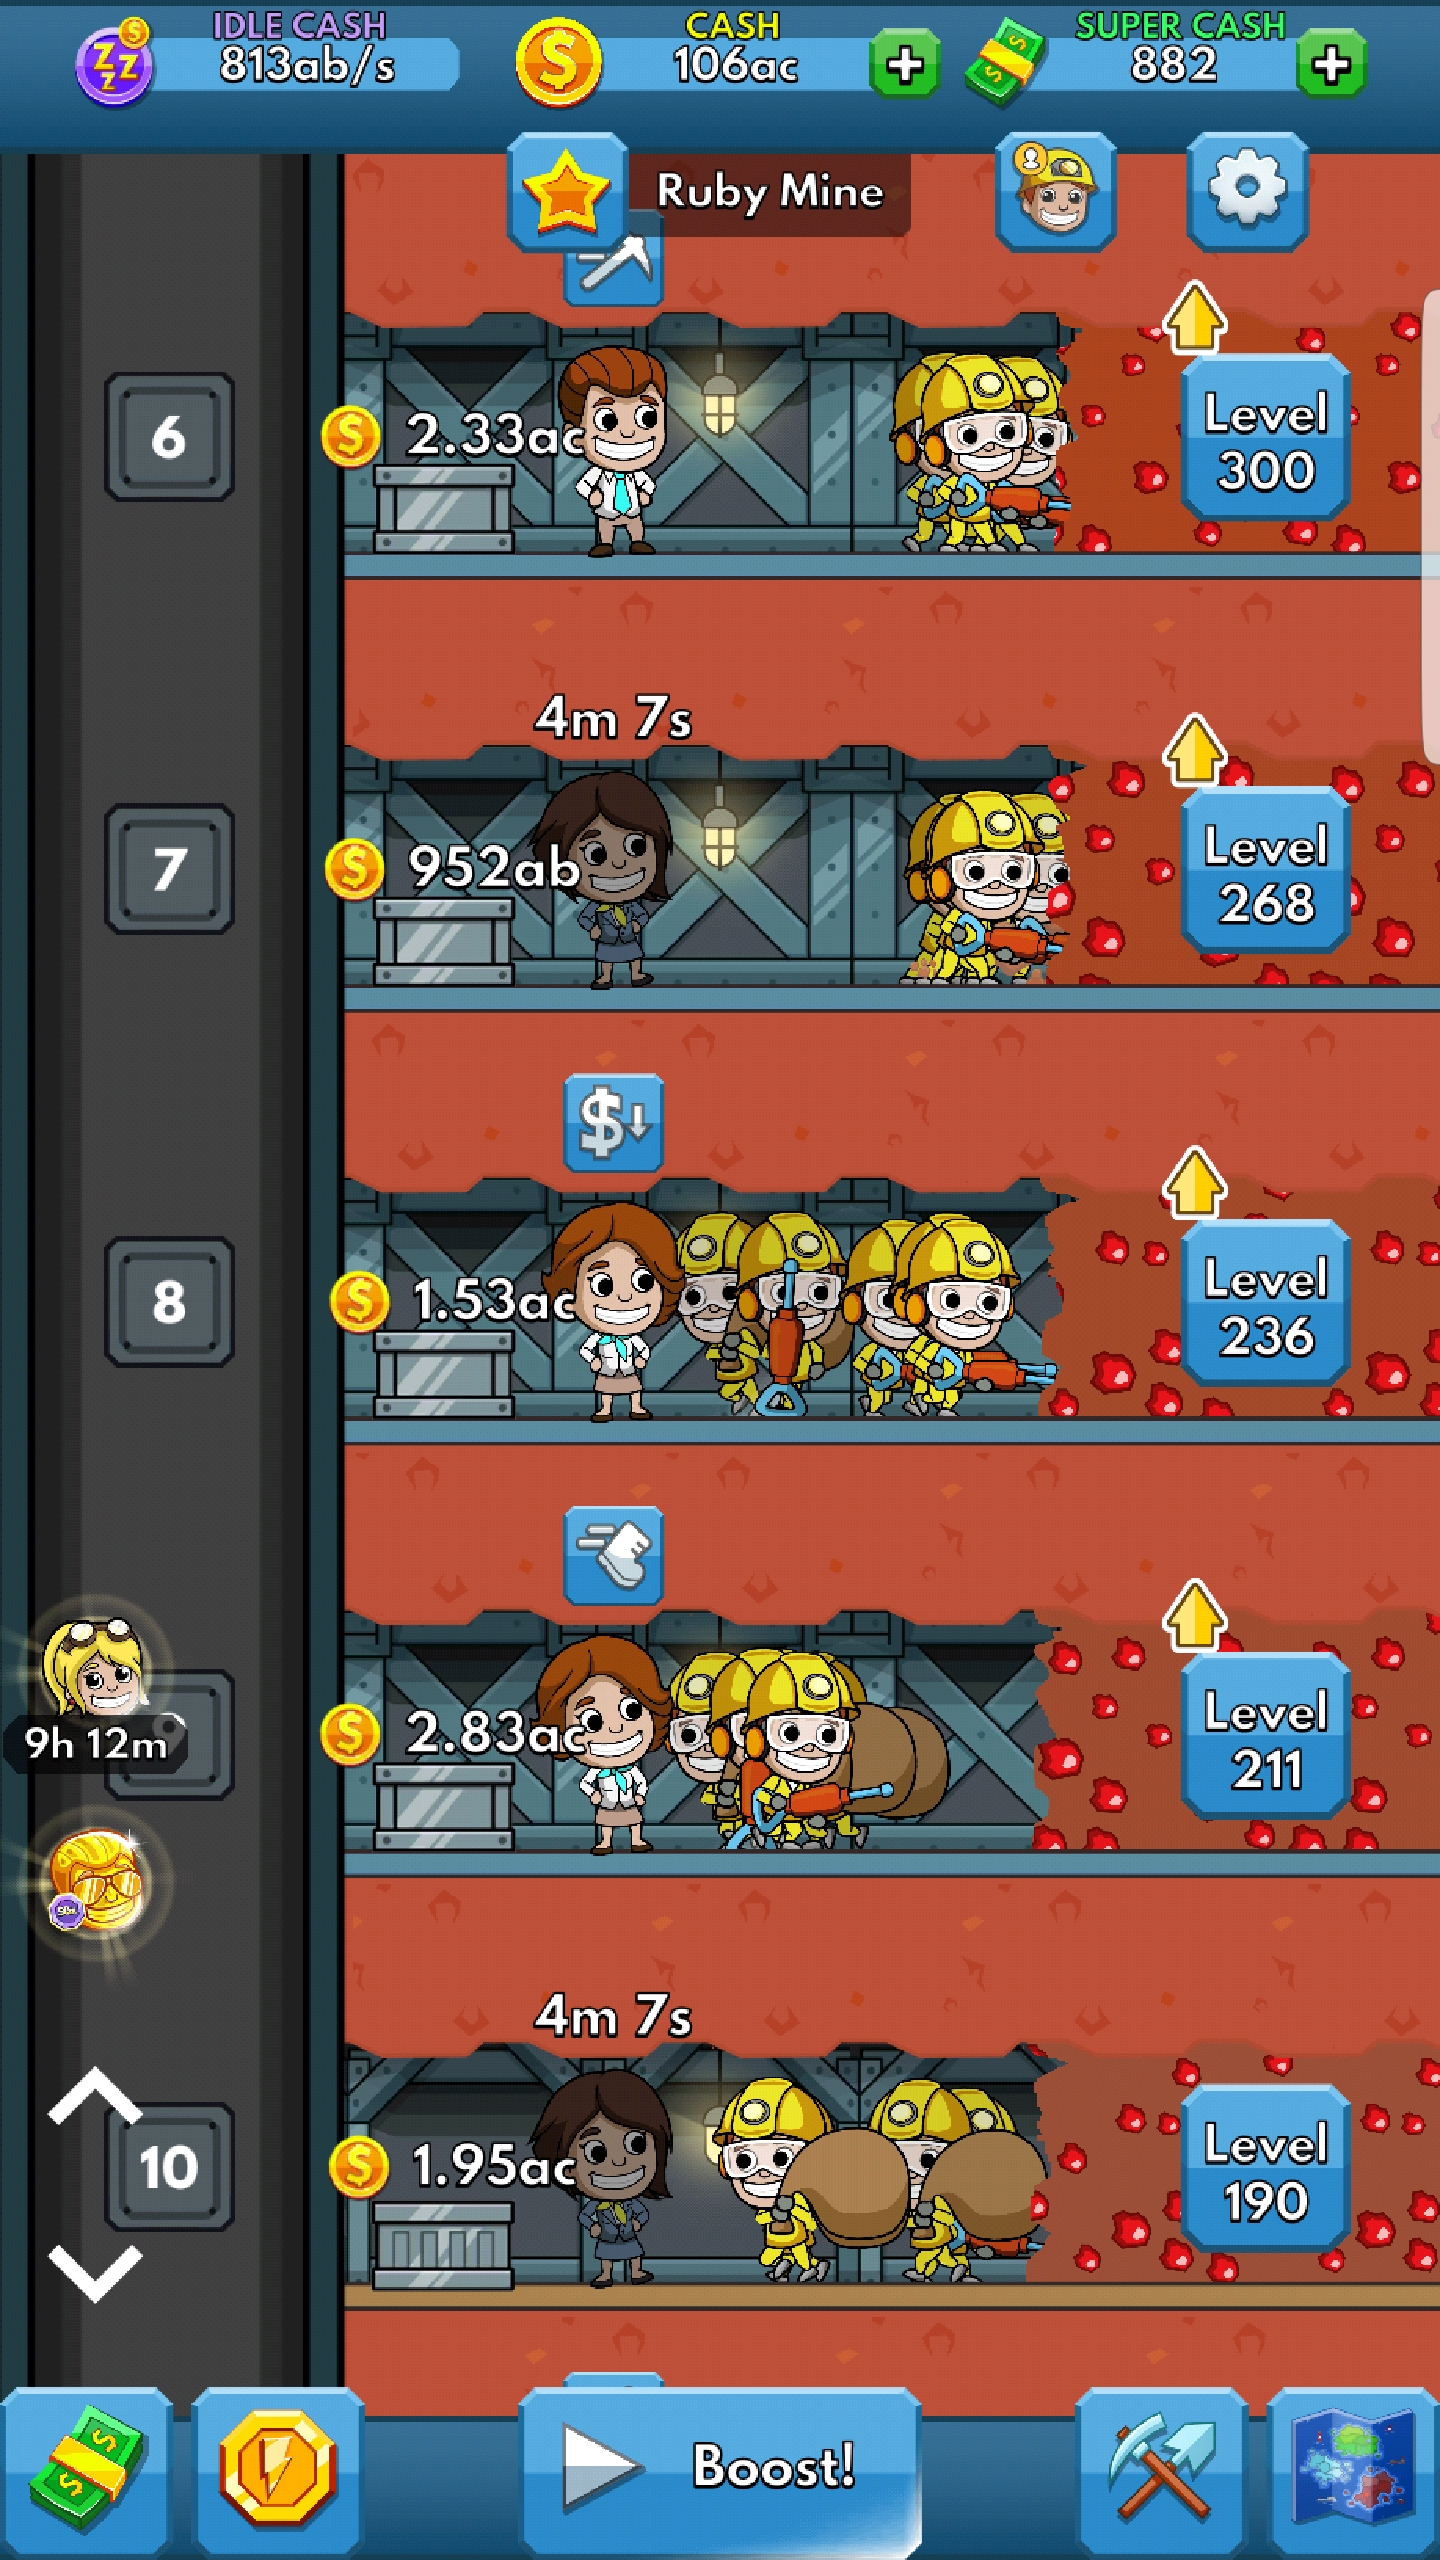 IDLE CASH
813ab/s
CASH
106ac
SUPER CASH
882
Ruby Mine
6
2.33ac
Level
300
4m 7s
7
952ab
Level
268
8
1.53ac
Level
236
9h 12m
2.83ac
Level
211
4m 7s
10
1.95ac
Level
190
Boost!